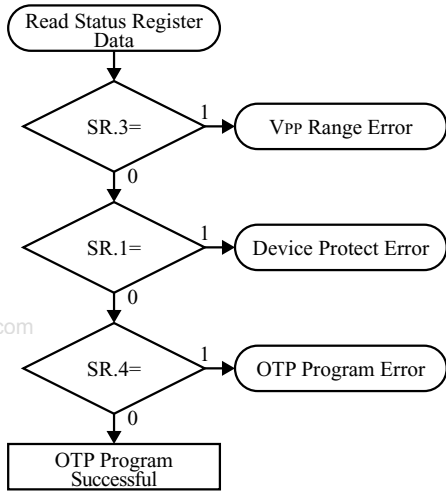 Read Status Register
Data
SR.3=
1
VPP Range Error
0
SR.1=
1
Device Protect Error
0
com
SR.4=
1
OTP Program Error
0
OTP Program
Successful